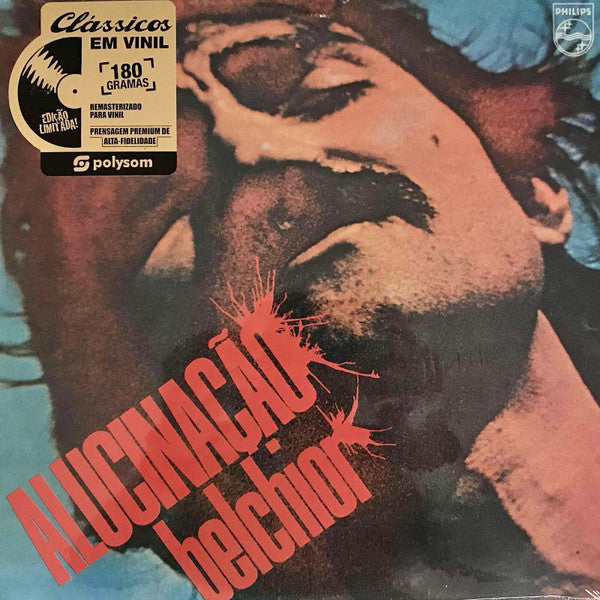 Clássicos
EM VINIL
180
GRAMAS
EDIÇÃO
LIMITADA!
REMASTERIZADO
PARA VINIL
PRENSAGEM PREMIUM DE
ALTA-FIDELIDADE
polysom
PHILIPS
ALUCINAÇÃO
belchior